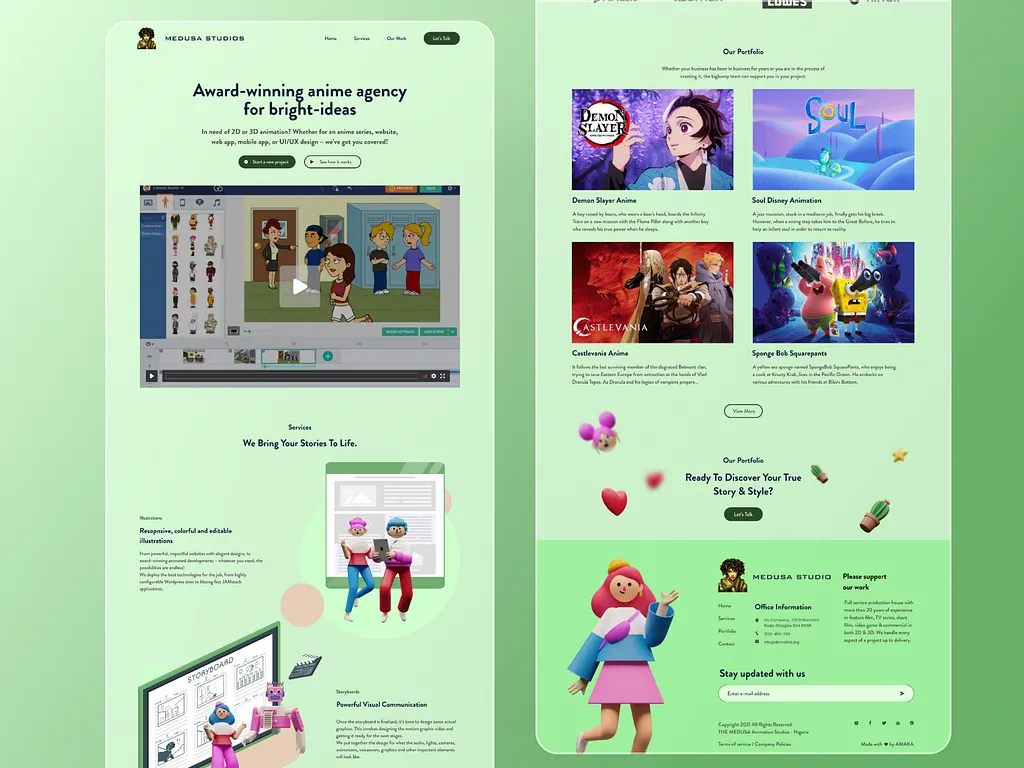 MEDUSA STUDIOS
Home
Services
Our Work
Let's Talk
Award-winning anime agency
for bright-ideas
In need of 2D or 3D animation? Whether for an anime series, website,
web app, mobile app, or UI/UX design – we've got you covered!
Start a new project
See how it works
PREVIEW
SAVE
SCENE SETTINGS
ADD SCENE
Services
We Bring Your Stories To Life.
Illustrations
Resopnsive, colorful and editable
illustrations
From powerful, impactful websites with elegant designs, to
award-winning animated developments – whatever you need, the
possibilities are endless!
We deploy the best technologies for the job, from highly
configurable Wordpress sites to blazing fast JAMstack
applications.
STORYBOARD
Storyboards
Powerful Visual Communication
Once the storyboard is finalized, it's time to design some actual
graphics. This involves designing the motion graphic video and
getting it ready for the next stages.
We put together the design for what the audio, lights, cameras,
animations, voiceovers, graphics and other important elements
will look like.
LOWES
Our Portfolio
Whether your business has been in business for years or you are in the process of
creating it, the bigbump team can support you in your project.
DEMON
SLAYER
SOUL
Demon Slayer Anime
A boy raised by boars, who wears a boar's head, boards the Infinity
Train on a new mission with the Flame Pillar along with another boy
who reveals his true power when he sleeps.
Soul Disney Animation
A jazz musician, stuck in a mediocre job, finally gets his big break.
However, when a wrong step takes him to the Great Before, he tries to
help an infant soul in order to return to reality.
CASTLEVANIA
Castlevania Anime
It follows the last surviving member of the disgraced Belmont clan,
trying to save Eastern Europe from extinction at the hands of Vlad
Dracula Tepes. As Dracula and his legion of vampires prepare...
Sponge Bob Squarepants
A yellow sea sponge named SpongeBob SquarePants, who enjoys being
a cook at Krusty Krab, lives in the Pacific Ocean. He embarks on
various adventures with his friends at Bikini Bottom.
View More
Our Portfolio
Ready To Discover Your True
Story & Style?
Let's Talk
MEDUSA STUDIO
Home
Services
Portfolio
Contact
Office Information
Please support
our work
Full service production house with
more than 20 years of experience
in feature film, TV series, short
film, video game & commercial in
both 2D & 3D. We handle every
aspect of a project up to delivery.
Stay updated with us
Enter e-mail address
Copyright 2021 All Rights Reserved
THE MEDUSA Animation Studios - Nigeria
Terms of service / Company Policies
Made with ❤ by AMAKA